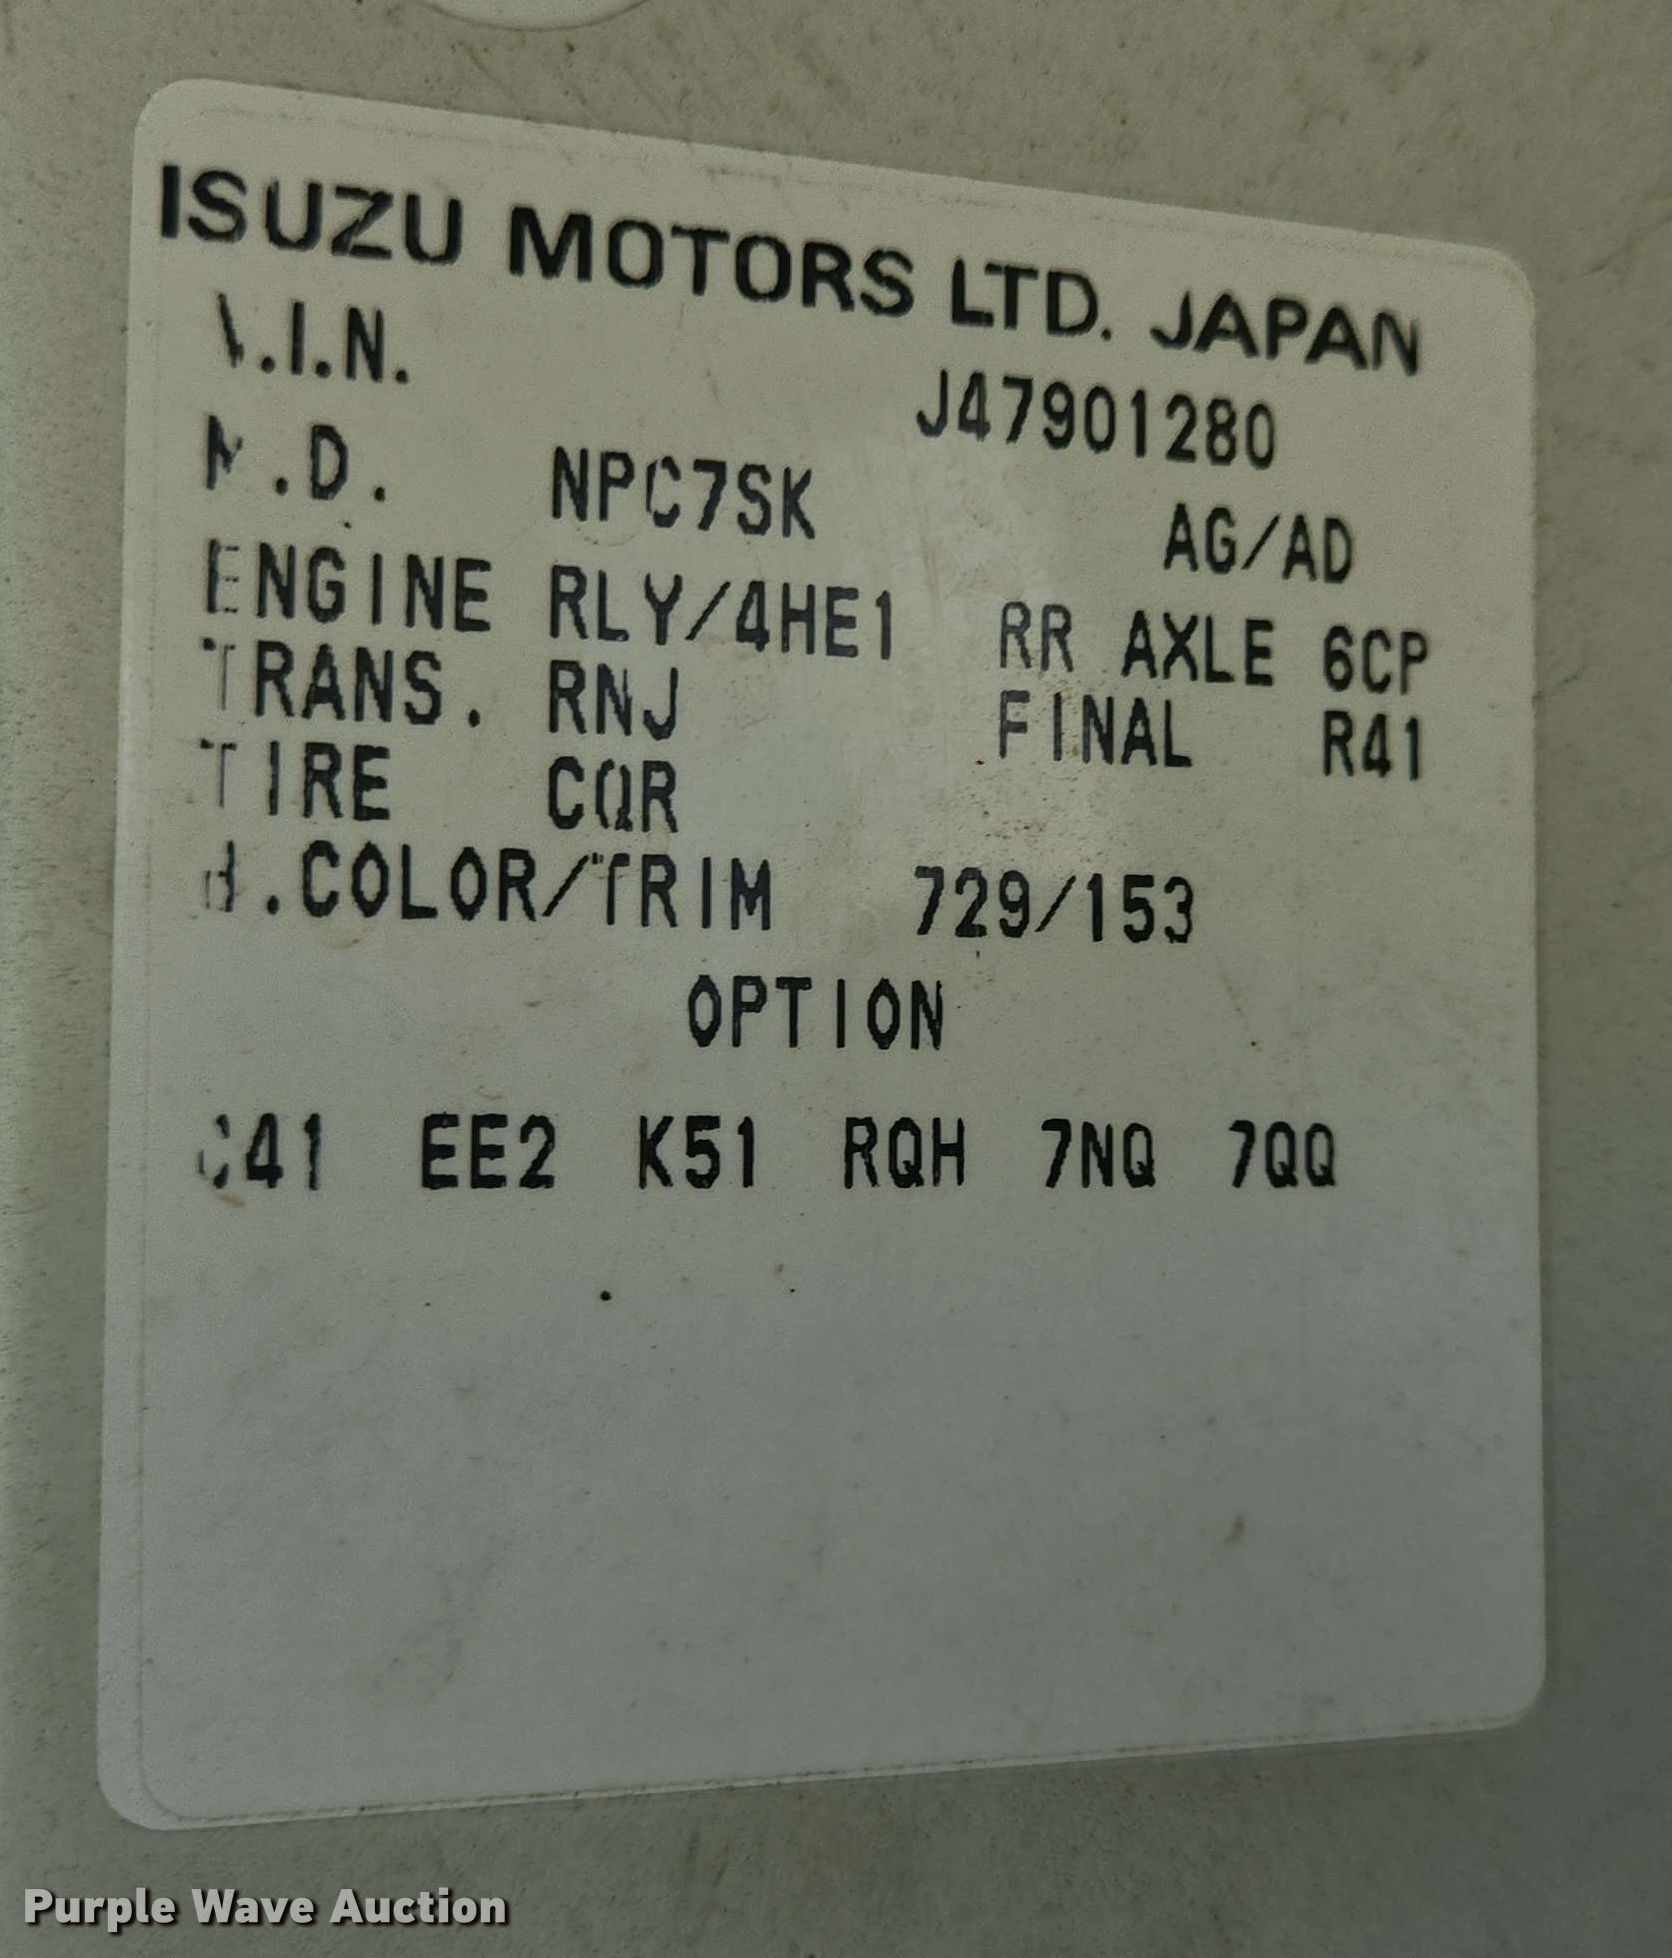 ISUZU MOTORS LTD. JAPAN
V.I.N. J47901280
M.D. NPC7SK AG/AD
ENGINE RLY/4HE1 RR AXLE 6CP
TRANS. RNJ FINAL R41
TIRE CQR
H.COLOR/TRIM 729/153
OPTION
C41 EE2 K51 RQH 7NQ 7QQ
Purple Wave Auction